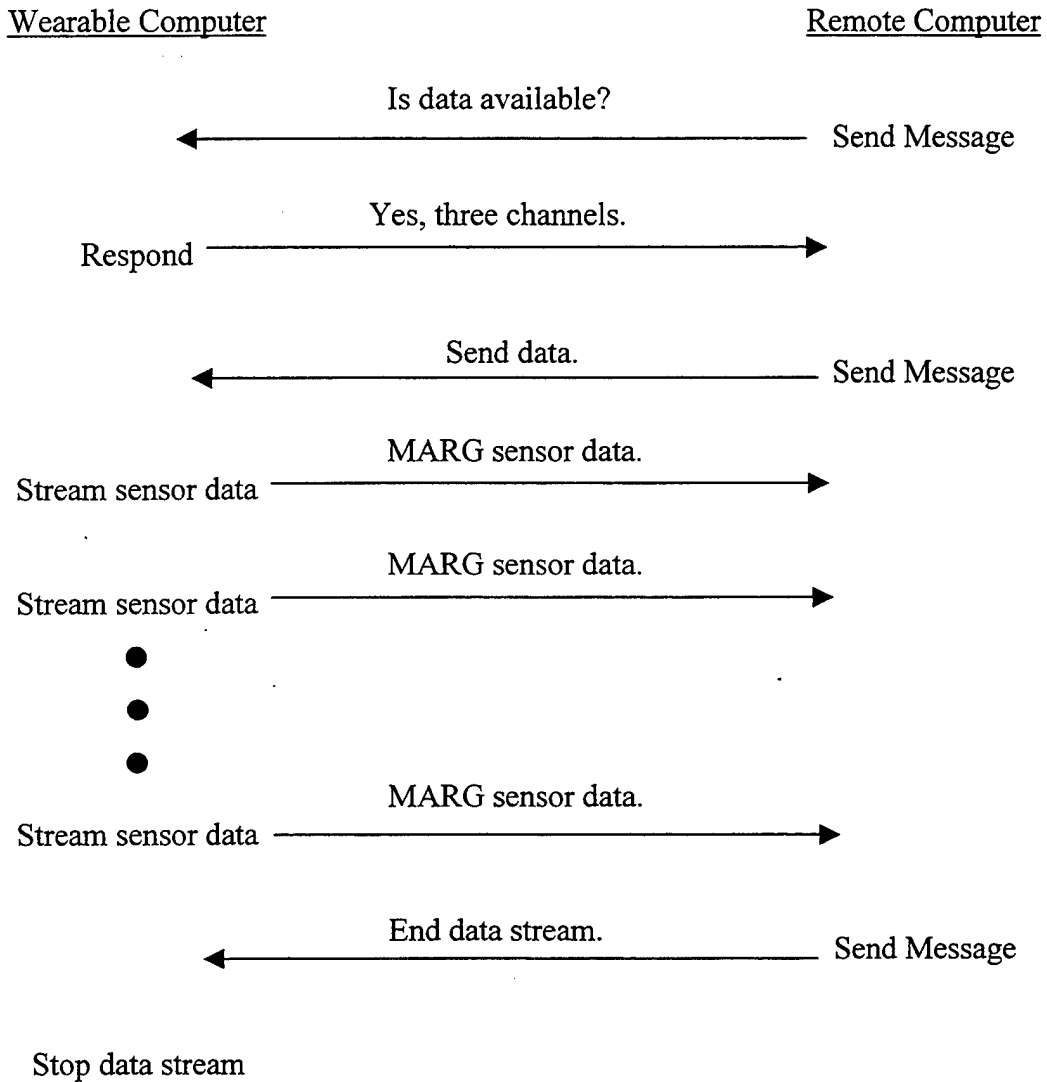 Wearable Computer
Remote Computer
Is data available?
Send Message
Yes, three channels.
Respond
Send data.
Send Message
MARG sensor data.
Stream sensor data
MARG sensor data.
Stream sensor data
MARG sensor data.
Stream sensor data
End data stream.
Send Message
Stop data stream